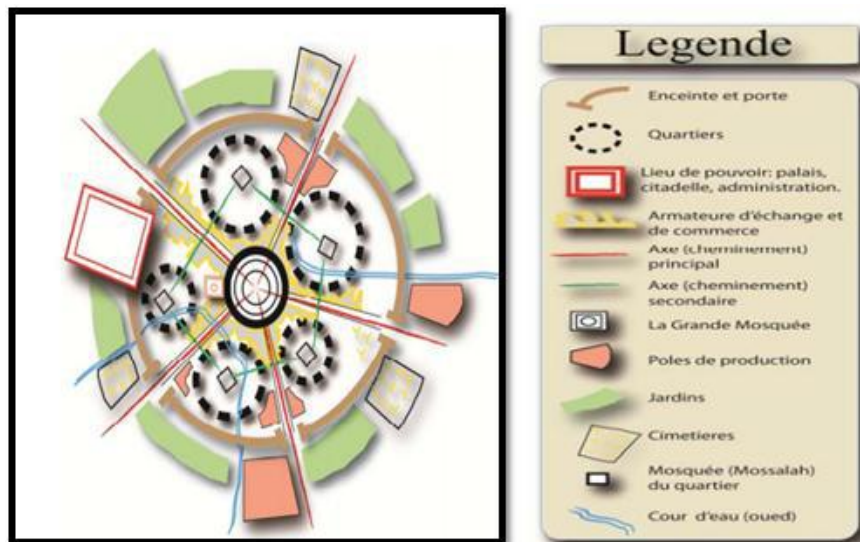 Legende
Enceinte et porte
Quartiers
Lieu de pouvoir: palais,
citadelle, administration.
Armateure d'échange et
de commerce
Axe (cheminement)
principal
Axe (cheminement)
secondaire
La Grande Mosquée
Poles de production
Jardins
Cimetieres
Mosquée (Mossalah)
du quartier
Cour d'eau (oued)